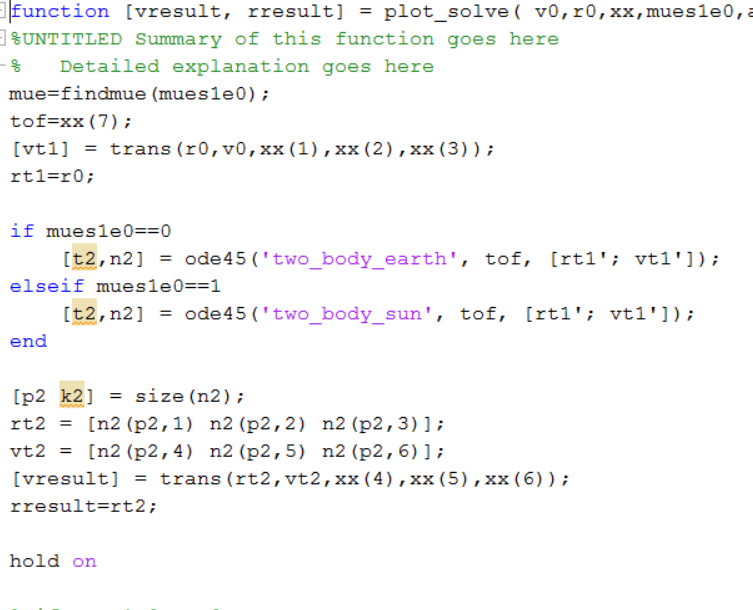 function [vresult, rresult] = plot_solve( v0,r0,xx,mues1e0,
%UNTITLED Summary of this function goes here
%   Detailed explanation goes here
mue=findmue(mues1e0);
tof=xx(7);
[vt1] = trans(r0,v0,xx(1),xx(2),xx(3));
rt1=r0;

if mues1e0==0
    [t2,n2] = ode45('two_body_earth', tof, [rt1'; vt1']);
elseif mues1e0==1
    [t2,n2] = ode45('two_body_sun', tof, [rt1'; vt1']);
end

[p2 k2] = size(n2);
rt2 = [n2(p2,1) n2(p2,2) n2(p2,3)];
vt2 = [n2(p2,4) n2(p2,5) n2(p2,6)];
[vresult] = trans(rt2,vt2,xx(4),xx(5),xx(6));
rresult=rt2;

hold on